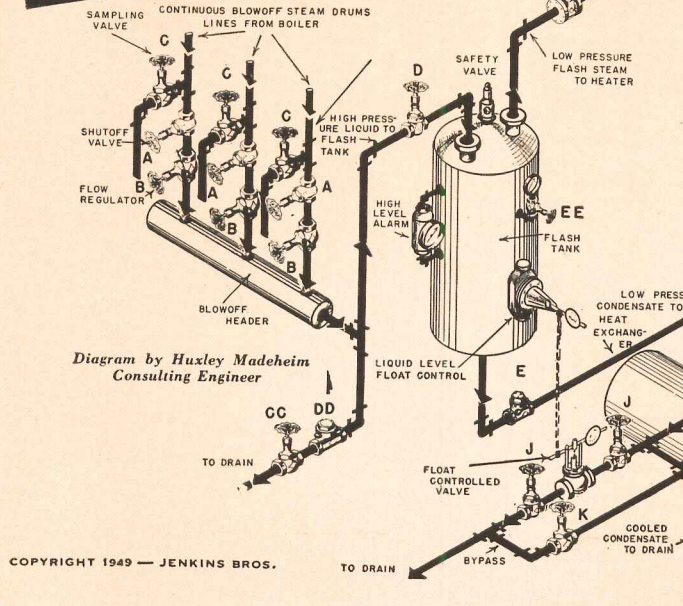 SAMPLING
VALVE
CONTINUOUS BLOWOFF STEAM DRUMS
LINES FROM BOILER
C
C
C
SHUTOFF
VALVE
A
B
FLOW
REGULATOR
A
B
A
B
BLOWOFF
HEADER
HIGH PRESS-
URE LIQUID TO
FLASH
TANK
D
SAFETY
VALVE
LOW PRESSURE
FLASH STEAM
TO HEATER
HIGH
LEVEL
ALARM
EE
FLASH
TANK
LOW PRESS
CONDENSATE TO
HEAT
EXCHANG-
ER
LIQUID LEVEL
FLOAT CONTROL
E
Diagram by Huxley Madeheim
Consulting Engineer
CC
DD
TO DRAIN
J
J
FLOAT
CONTROLLED
VALVE
K
COOLED
CONDENSATE
TO DRAIN
BYPASS
TO DRAIN
COPYRIGHT 1949 — JENKINS BROS.